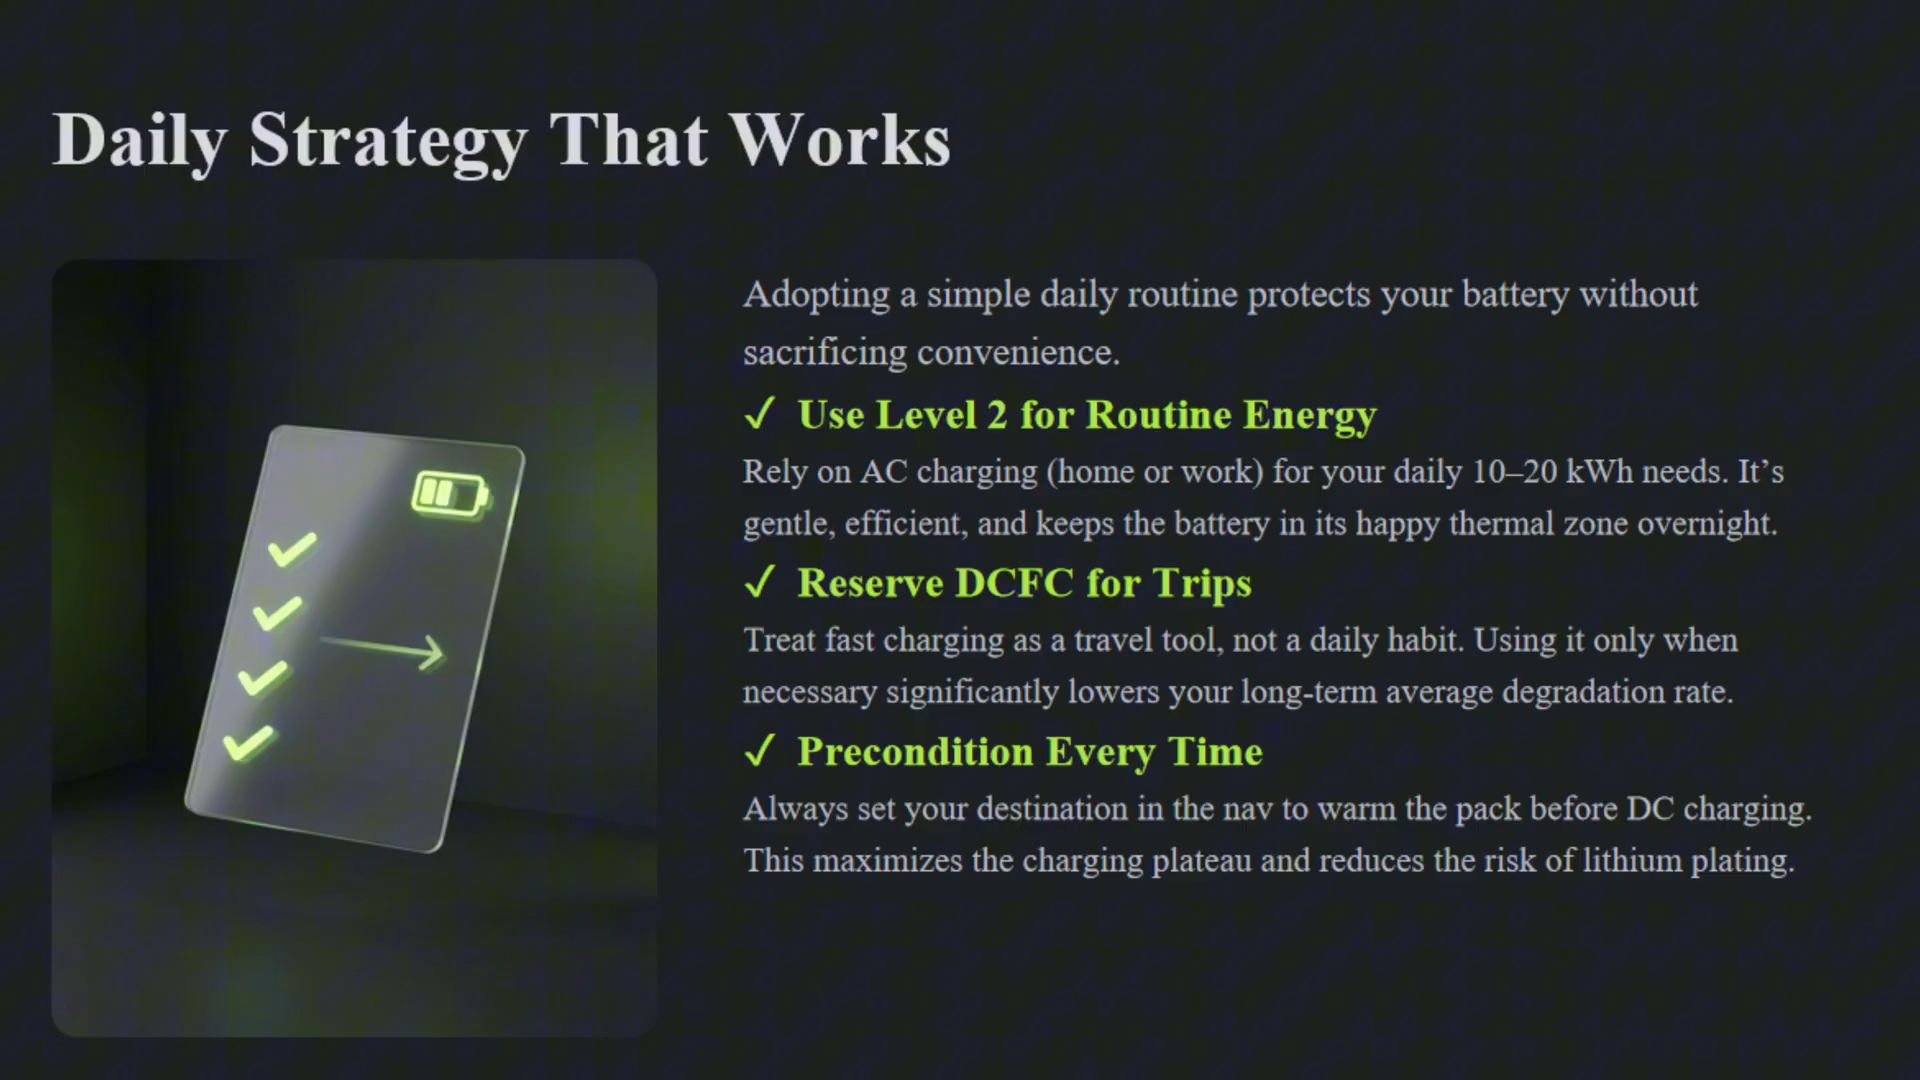 Daily Strategy That Works
Adopting a simple daily routine protects your battery without
sacrificing convenience.
✓ Use Level 2 for Routine Energy
Rely on AC charging (home or work) for your daily 10–20 kWh needs. It’s
gentle, efficient, and keeps the battery in its happy thermal zone overnight.
✓ Reserve DCFC for Trips
Treat fast charging as a travel tool, not a daily habit. Using it only when
necessary significantly lowers your long-term average degradation rate.
✓ Precondition Every Time
Always set your destination in the nav to warm the pack before DC charging.
This maximizes the charging plateau and reduces the risk of lithium plating.